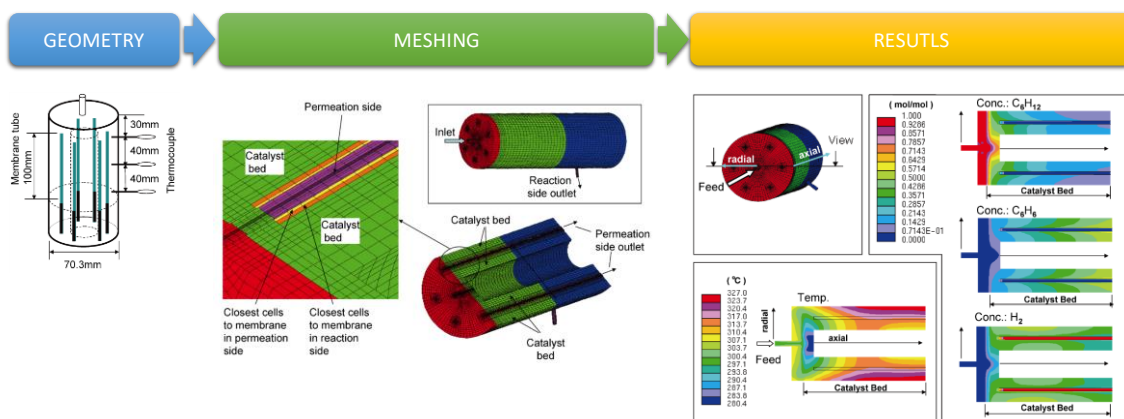 GEOMETRY
MESHING
RESUTLS
Membrane tube
100mm
30mm
40mm
40mm
Thermocouple
70.3mm
Permeation side
Catalyst
bed
Catalyst
bed
Closest cells
to membrane
in permeation
side
Closest cells
to membrane
in reaction
side
Inlet
Reaction
side outlet
Catalyst bed
Permeation
side outlet
Catalyst
bed
radial
axial
View
Feed
( mol/mol)
1.000
0.9286
0.8571
0.7857
0.7143
0.6429
0.5714
0.5000
0.4286
0.3571
0.2857
0.2143
0.1429
0.7143E-01
0.0000
Conc.: C6H12
Catalyst Bed
Conc.: C6H6
Catalyst Bed
Conc.: H2
Catalyst Bed
( °C)
327.0
323.7
320.4
317.0
313.7
310.4
307.1
303.7
300.4
297.1
293.8
290.4
287.1
283.8
280.4
Temp.
radial
axial
Feed
Catalyst Bed